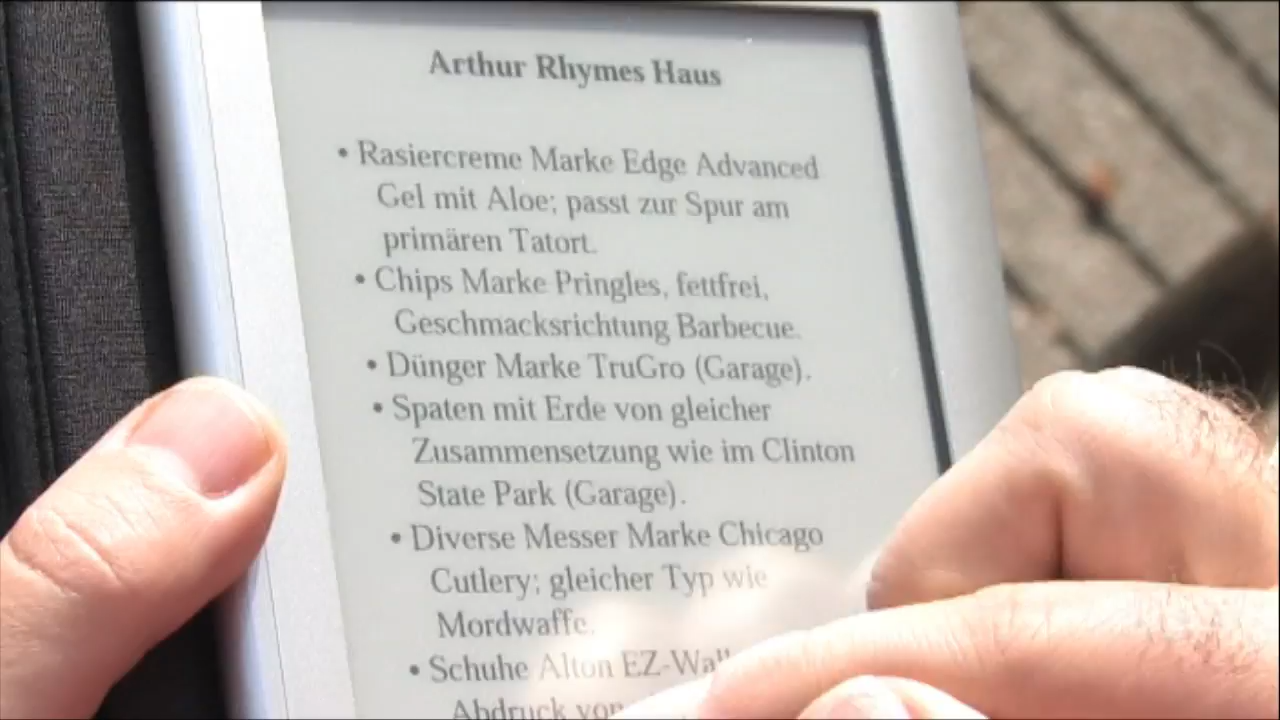 Arthur Rhymes Haus
• Rasiercreme Marke Edge Advanced
Gel mit Aloe; passt zur Spur am
primären Tatort.
• Chips Marke Pringles, fettfrei,
Geschmacksrichtung Barbecue.
• Dünger Marke TruGro (Garage).
• Spaten mit Erde von gleicher
Zusammensetzung wie im Clinton
State Park (Garage).
• Diverse Messer Marke Chicago
Cutlery; gleicher Typ wie
Mordwaffe.
• Schuhe Alton
Abdruck von